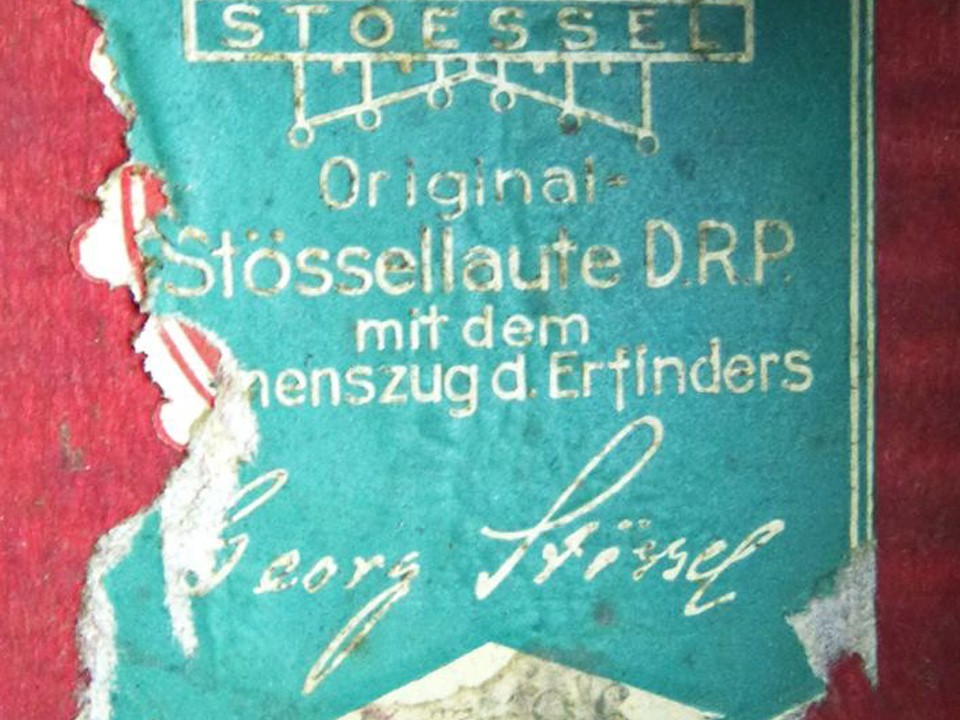 STOESSEL
Original-
Stössellaute D.R.P.
mit dem
menszug d. Erfinders
Georg Stössel